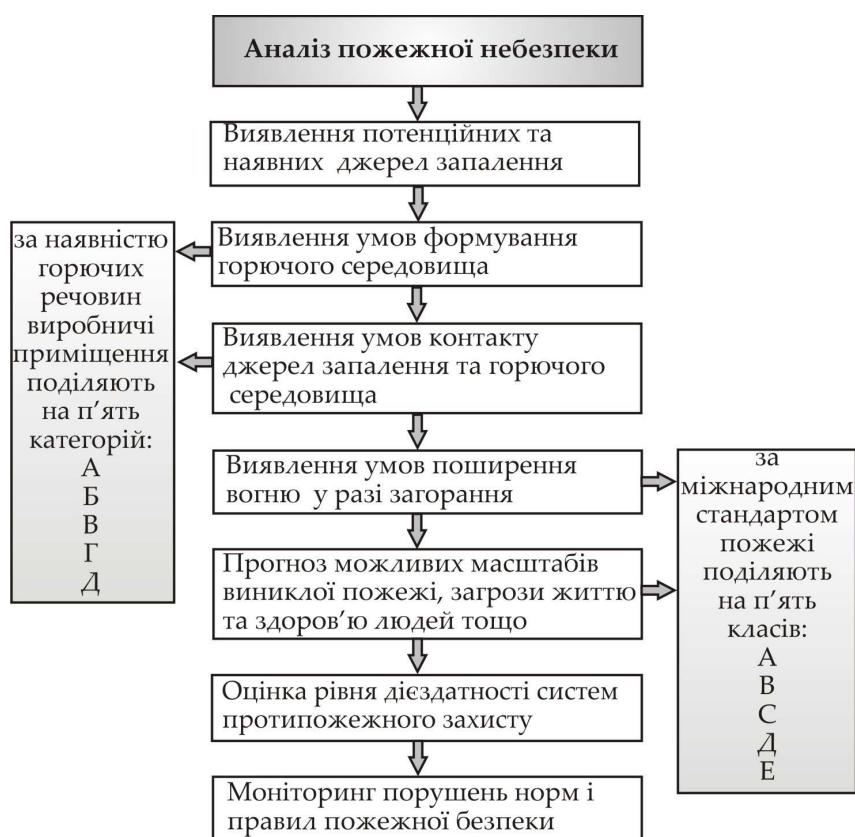 Аналіз пожежної небезпеки
Виявлення потенційних та
наявних джерел запалення
Виявлення умов формування
горючого середовища
за наявністю
горючих
речовин
виробничі
приміщення
поділяють
на п’ять
категорій:
А
Б
В
Г
Д
Виявлення умов контакту
джерел запалення та горючого
середовища
Виявлення умов поширення
вогню у разі загорання
за
міжнародним
стандартом
пожежі
поділяють
на п’ять
класів:
А
В
С
Д
Е
Прогноз можливих масштабів
виниклої пожежі, загрози життю
та здоров’ю людей тощо
Оцінка рівня дієздатності систем
протипожежного захисту
Моніторинг порушень норм і
правил пожежної безпеки